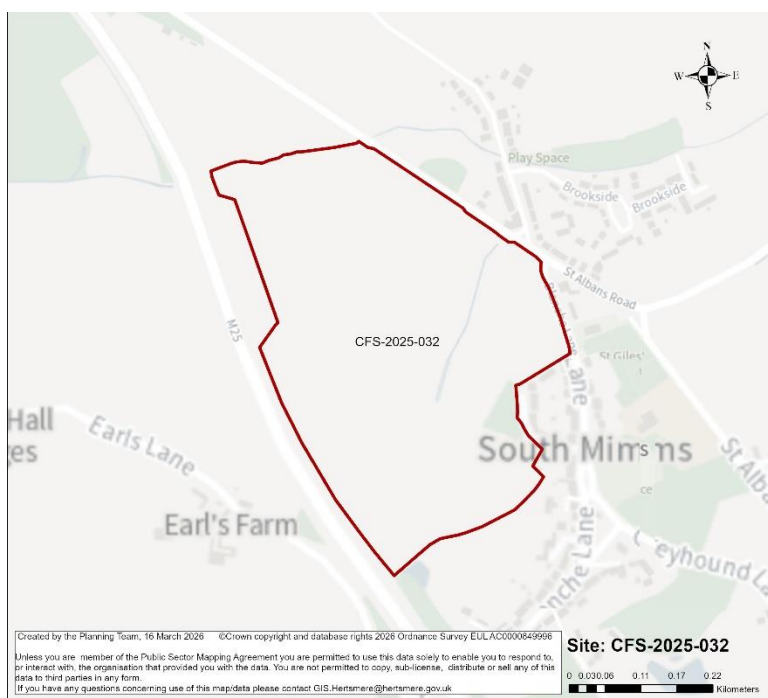 N
W E
S
Play Space
Brookside
Brookside
St Albans Road
Blanche Lane
M25
CFS-2025-032
St Giles'
South Mimms
Hall
Earls Lane
Earl's Farm
St Alba
ce
Greyhound La
anche Lane
Created by the Planning Team, 16 March 2026 ©Crown copyright and database rights 2026 Ordnance Survey EUL AC0000849996
Unless you are member of the Public Sector Mapping Agreement you are permitted to use this data solely to enable you to respond to,
or interact with, the organisation that provided you with the data. You are not permitted to copy, sub-license, distribute or sell any of this
data to third parties in any form.
If you have any questions concerning use of this map/data please contact GIS.Hertsmere@hertsmere.gov.uk
Site: CFS-2025-032
0 0.030.06 0.11 0.17 0.22
Kilometers